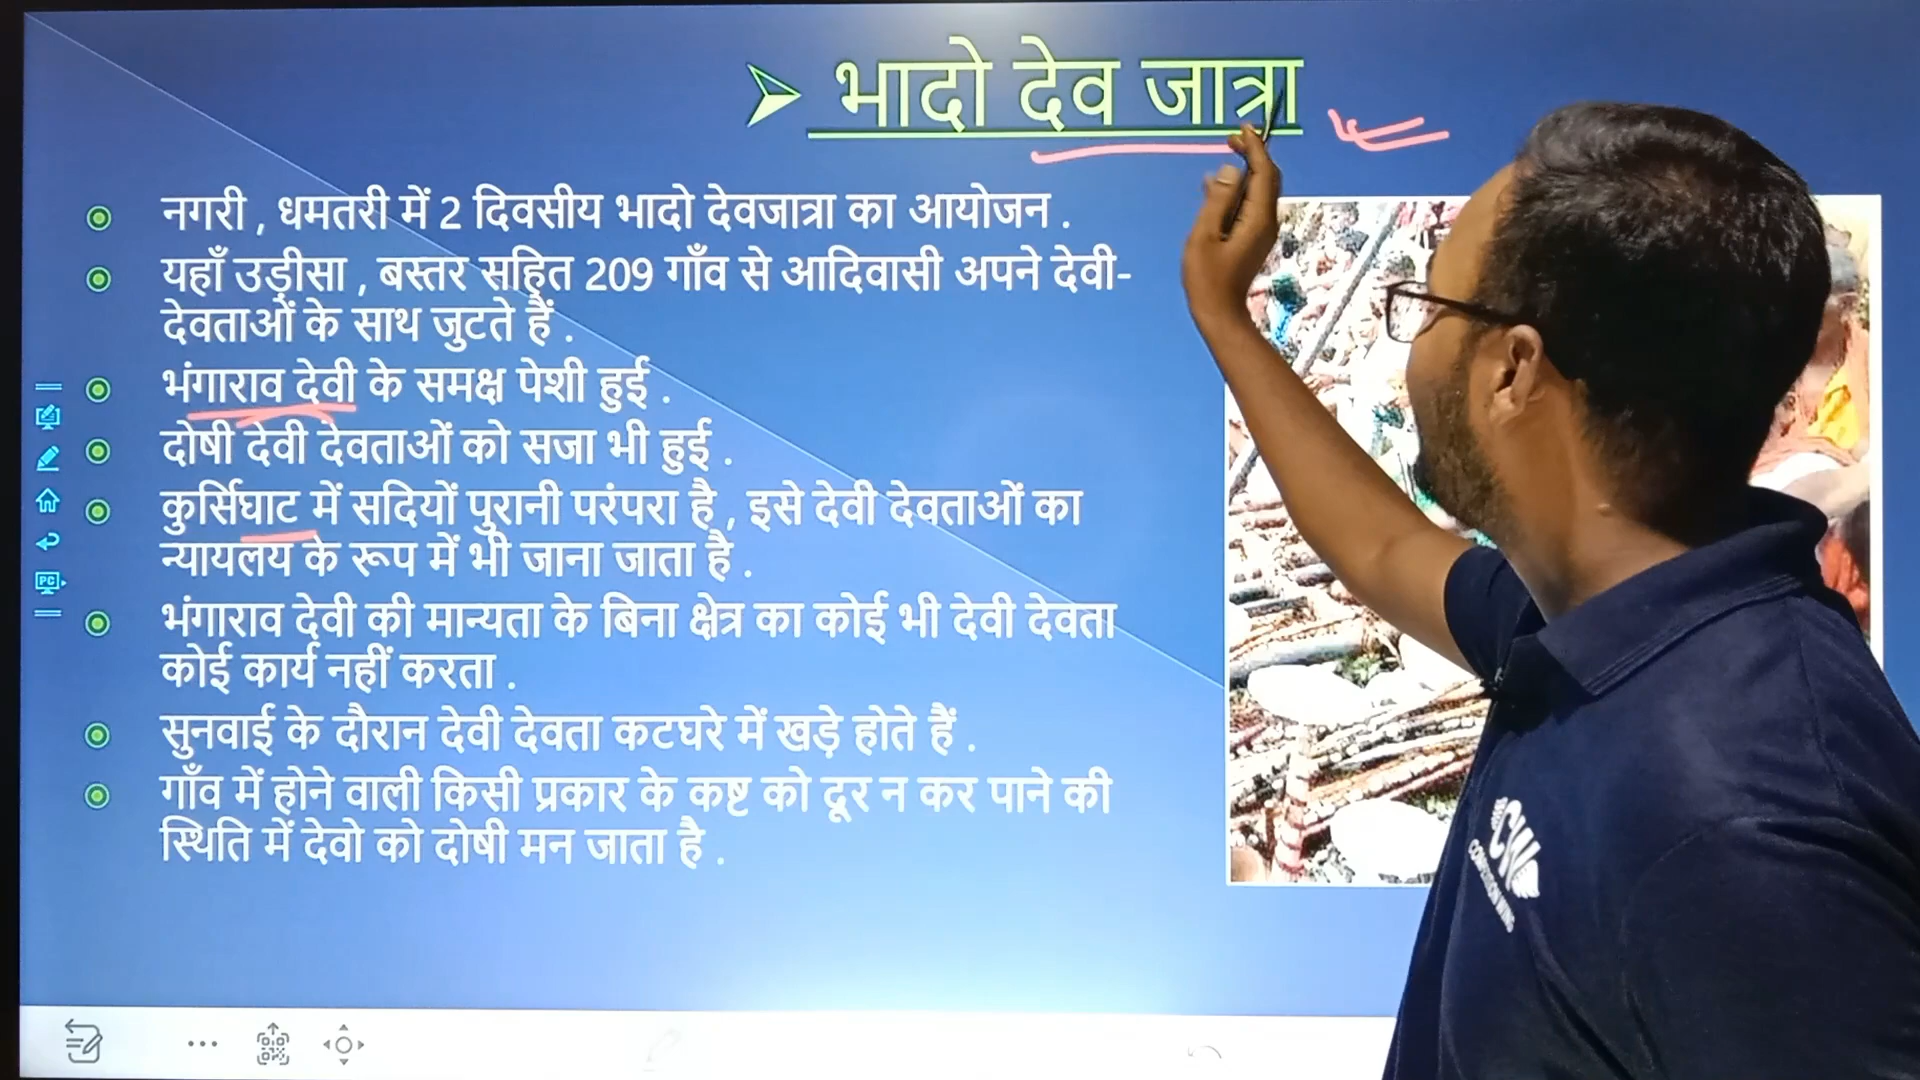 भादो देव जात्रा
नगरी , धमतरी में 2 दिवसीय भादो देवजात्रा का आयोजन .
यहाँ उड़ीसा , बस्तर सहित 209 गाँव से आदिवासी अपने देवी-
देवताओं के साथ जुटते हैं .
भंगाराव देवी के समक्ष पेशी हुई .
दोषी देवी देवताओं को सजा भी हुई .
कुर्सिघाट में सदियों पुरानी परंपरा है , इसे देवी देवताओं का
न्यायलय के रूप में भी जाना जाता है .
भंगाराव देवी की मान्यता के बिना क्षेत्र का कोई भी देवी देवता
कोई कार्य नहीं करता .
सुनवाई के दौरान देवी देवता कटघरे में खड़े होते हैं .
गाँव में होने वाली किसी प्रकार के कष्ट को दूर न कर पाने की
स्थिति में देवो को दोषी मन जाता है .
PC
CW